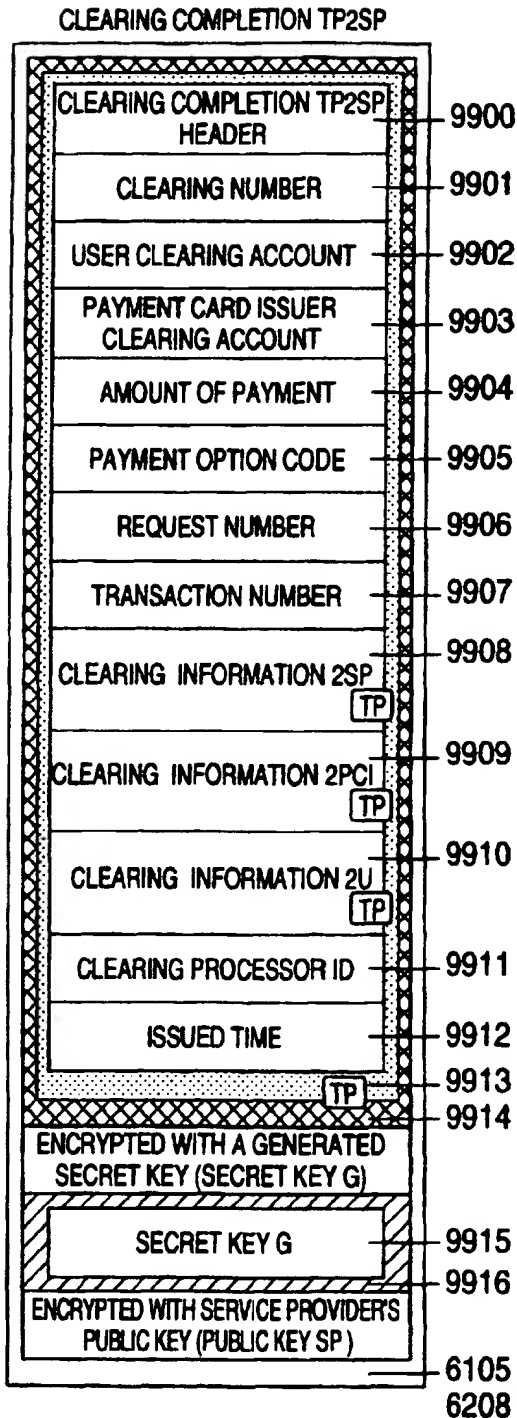 CLEARING COMPLETION TP2SP
CLEARING COMPLETION TP2SP
HEADER
9900
CLEARING NUMBER
9901
USER CLEARING ACCOUNT
9902
PAYMENT CARD ISSUER
CLEARING ACCOUNT
9903
AMOUNT OF PAYMENT
9904
PAYMENT OPTION CODE
9905
REQUEST NUMBER
9906
TRANSACTION NUMBER
9907
CLEARING INFORMATION 2SP
9908
TP
CLEARING INFORMATION 2PCI
9909
TP
CLEARING INFORMATION 2U
9910
TP
CLEARING PROCESSOR ID
9911
ISSUED TIME
9912
TP
9913
9914
ENCRYPTED WITH A GENERATED
SECRET KEY (SECRET KEY G)
SECRET KEY G
9915
9916
ENCRYPTED WITH SERVICE PROVIDER'S
PUBLIC KEY (PUBLIC KEY SP )
6105
6208